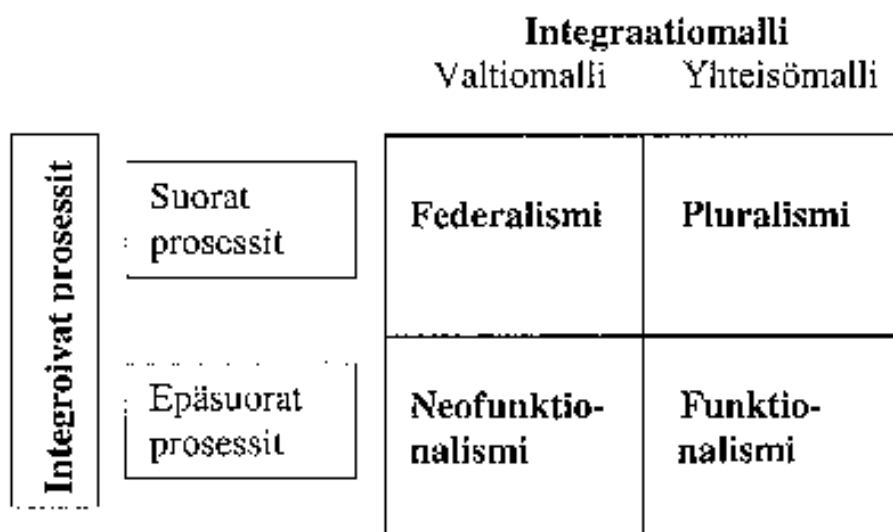 Integraatiomalli
Valtiomalli Yhteisömalli
Integroivat prosessit
Suorat
prosessit
Federalismi
Pluralismi
Epäsuorat
prosessit
Neofunktio-
nalismi
Funktio-
nalismi